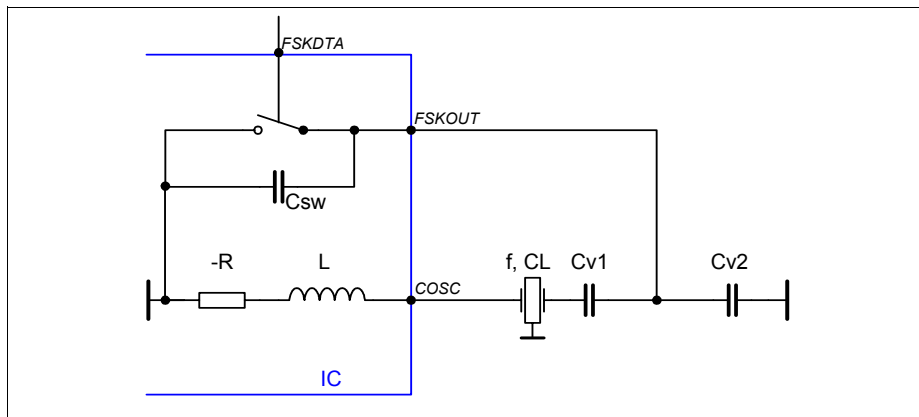 FSKDTA
FSKOUT
Csw
-R L f, CL Cv1 Cv2
COSC
IC